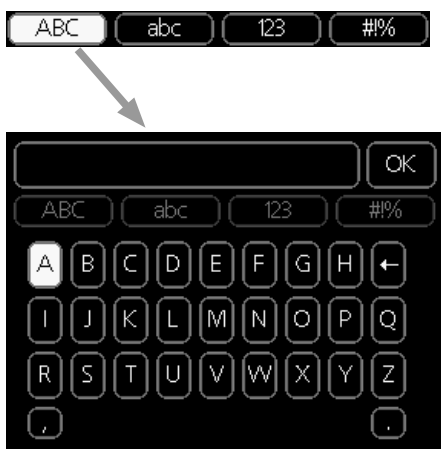 ABC abc 123 #!%
OK
ABC abc 123 #!%
A B C D E F G H ←
I J K L M N O P Q
R S T U V W X Y Z
, .